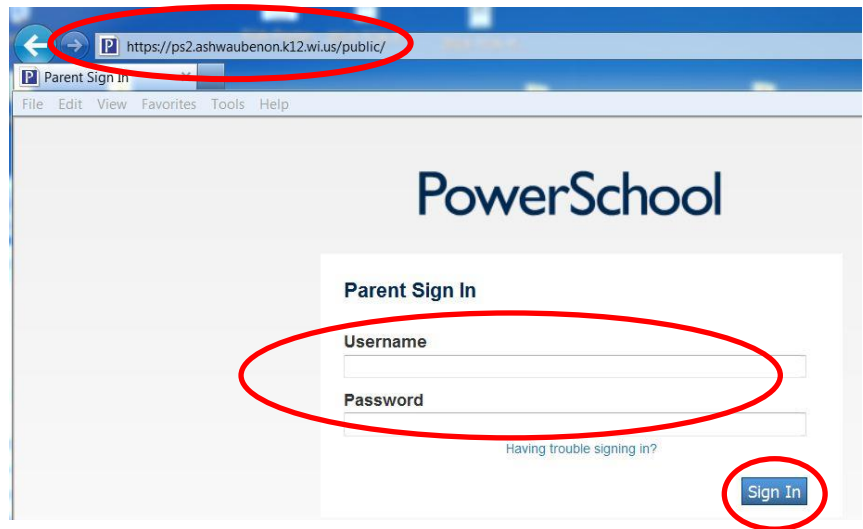 https://ps2.ashwaubenon.k12.wi.us/public/
Parent Sign In
File Edit View Favorites Tools Help
PowerSchool
Parent Sign In
Username
Password
Having trouble signing in?
Sign In